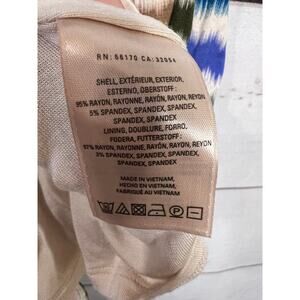 RN: 66170 CA: 32054
SHELL, EXTÉRIEUR, EXTERIOR,
ESTERNO, OBERSTOFF:
95% RAYON, RAYONNE, RAYÓN, RAYON, REYON
5% SPANDEX, SPANDEX, SPANDEX
SPANDEX, SPANDEX
LINING, DOUBLURE, FORRO,
FODERA, FUTTERSTOFF:
97% RAYON, RAYONNE, RAYÓN, RAYON, REYON
3% SPANDEX, SPANDEX, SPANDEX
SPANDEX, SPANDEX
MADE IN VIETNAM,
HECHO EN VIETNAM,
FABRIQUÉ AU VIETNAM